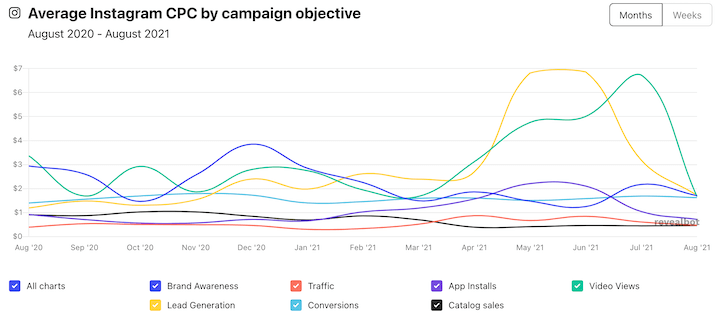 Average Instagram CPC by campaign objective
Months Weeks
August 2020 - August 2021
$7
$6
$5
$4
$3
$2
$1
$0
revealbot
Aug '20 Sep '20 Oct '20 Nov '20 Dec '20 Jan '21 Feb '21 Mar '21 Apr '21 May '21 Jun '21 Jul '21 Aug '21
All charts Brand Awareness Traffic App Installs Video Views
Lead Generation Conversions Catalog sales